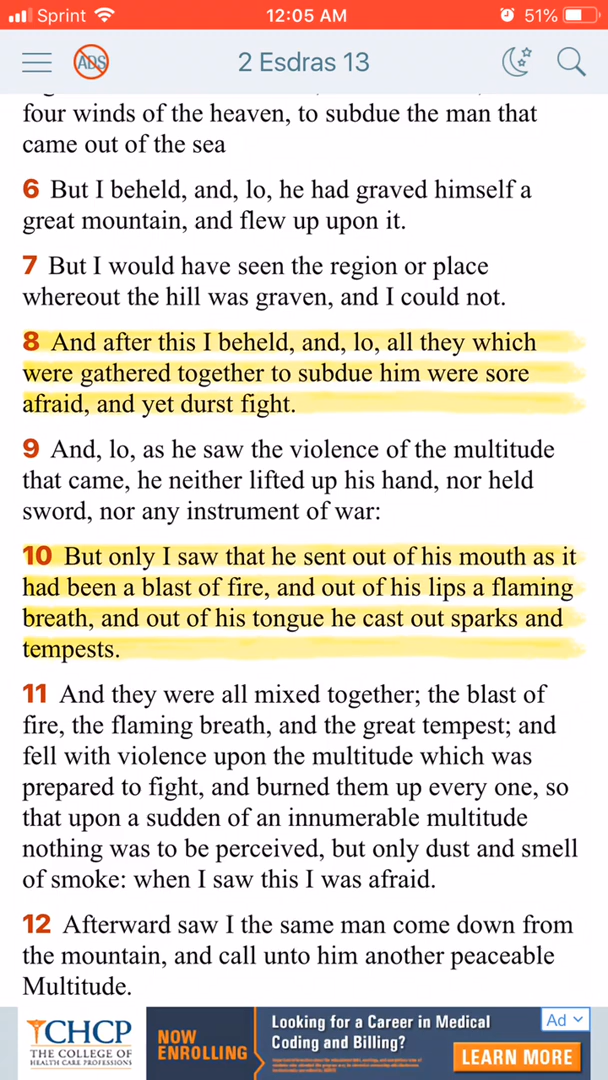 Sprint 12:05 AM 51%
ADS 2 Esdras 13
four winds of the heaven, to subdue the man that
came out of the sea
6 But I beheld, and, lo, he had graved himself a
great mountain, and flew up upon it.
7 But I would have seen the region or place
whereout the hill was graven, and I could not.
8 And after this I beheld, and, lo, all they which
were gathered together to subdue him were sore
afraid, and yet durst fight.
9 And, lo, as he saw the violence of the multitude
that came, he neither lifted up his hand, nor held
sword, nor any instrument of war:
10 But only I saw that he sent out of his mouth as it
had been a blast of fire, and out of his lips a flaming
breath, and out of his tongue he cast out sparks and
tempests.
11 And they were all mixed together; the blast of
fire, the flaming breath, and the great tempest; and
fell with violence upon the multitude which was
prepared to fight, and burned them up every one, so
that upon a sudden of an innumerable multitude
nothing was to be perceived, but only dust and smell
of smoke: when I saw this I was afraid.
12 Afterward saw I the same man come down from
the mountain, and call unto him another peaceable
Multitude.
CHCP
THE COLLEGE OF
HEALTH CARE PROFESSIONS
NOW
ENROLLING
Looking for a Career in Medical
Coding and Billing?
Ad
LEARN MORE